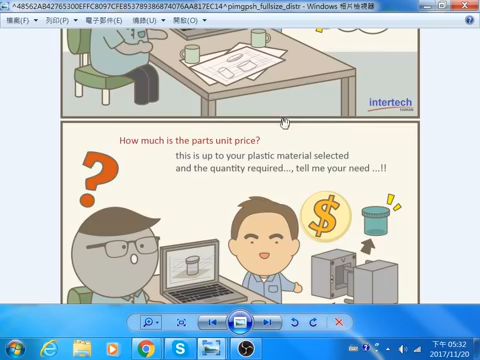 ^48562AB42765300EFFC8097CFE853789386874076AA817EC14^pimgpsh_fullsize_distr - Windows 相片檢視器
檔案(F) 列印(P) 電子郵件(E) 燒錄(U) 開啟(O)
intertech
How much is the parts unit price?
this is up to your plastic material selected
and the quantity required..., tell me your need ...!!
?
$
下午 05:32
2017/11/20